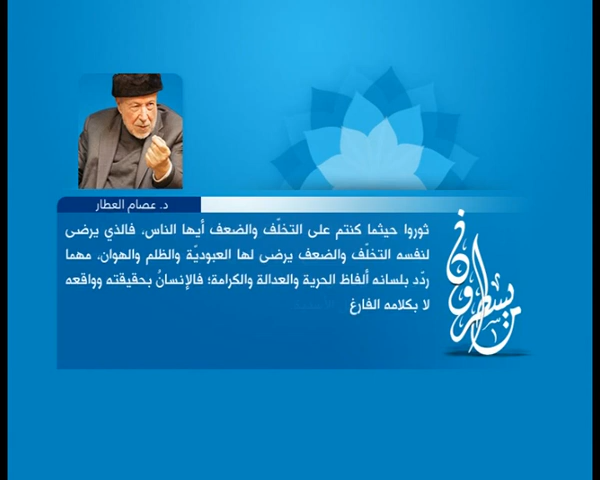 د. عصام العطار
ثوروا حيثما كنتم على التخلّف والضعف أيها الناس، فالذي يرضى
لنفسه التخلّف والضعف يرضى لها العبوديّة والظلم والهوان، مهما
ردّد بلسانه ألفاظ الحرية والعدالة والكرامة؛ فالإنسانُ بحقيقته وواقعه
لا بكلامه الفارغ